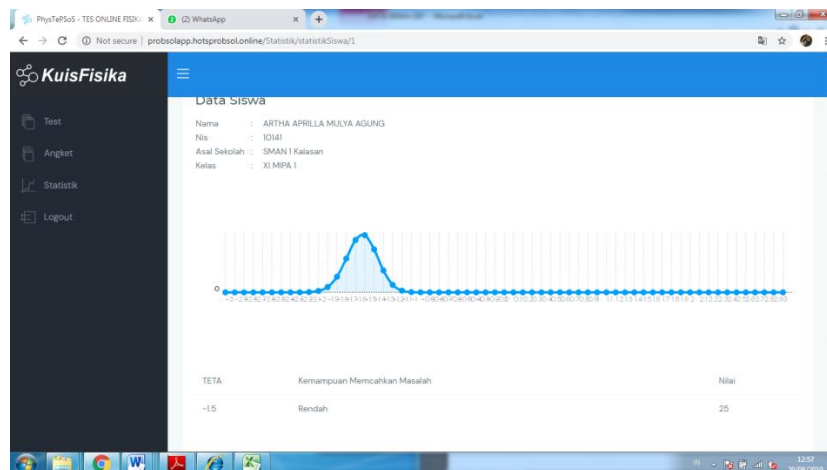 PhysTePSoS - TES ONLINE FISIK
(2) WhatsApp
Not secure | probsolapp.hotsprobsol.online/Statistik/statistikSiswa/1
KuisFisika
Test
Angket
Statistik
Logout
Data Siswa
Nama : ARTHA APRILLA MULYA AGUNG
Nis : 10141
Asal Sekolah : SMAN 1 Kalasan
Kelas : XI MIPA 1
0
TETA Kemampuan Memcahkan Masalah Nilai
-1.5 Rendah 25
IN
12:57